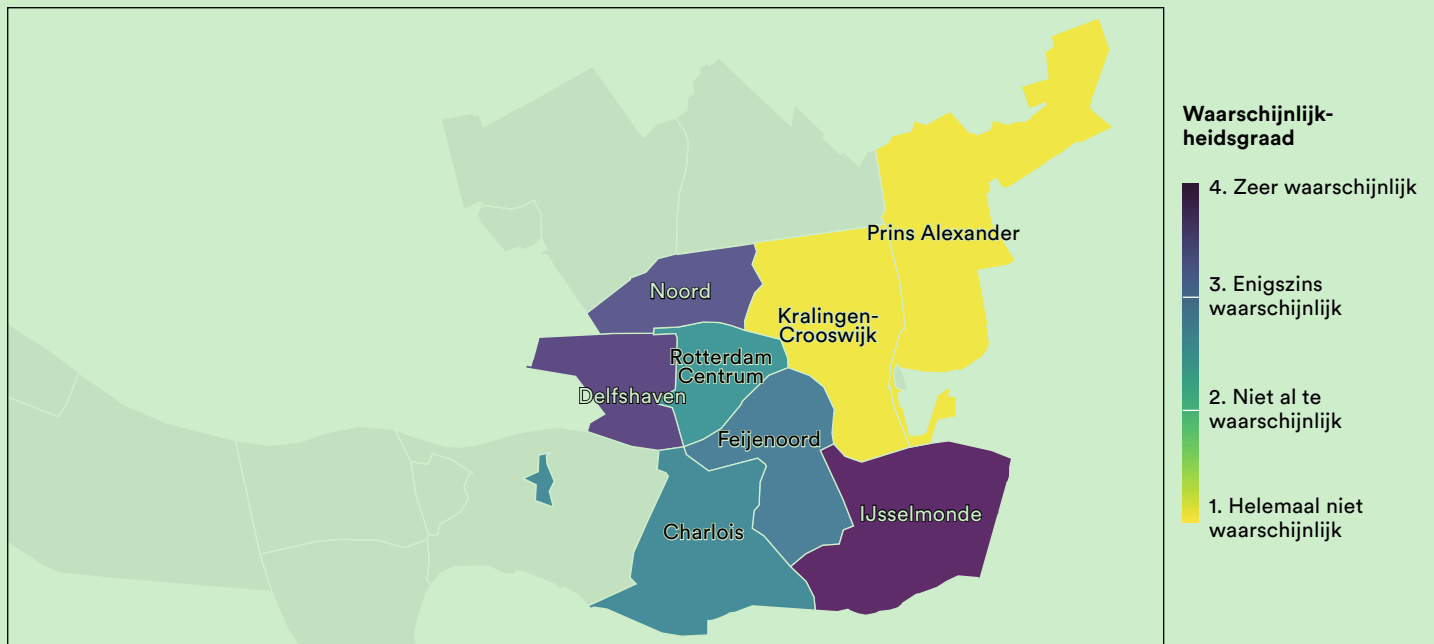 Waarschijnlijk-
heidsgraad
4. Zeer waarschijnlijk
3. Enigszins
waarschijnlijk
2. Niet al te
waarschijnlijk
1. Helemaal niet
waarschijnlijk
Prins Alexander
Noord
Kralingen-
Crooswijk
Rotterdam
Centrum
Delfshaven
Feijenoord
IJsselmonde
Charlois